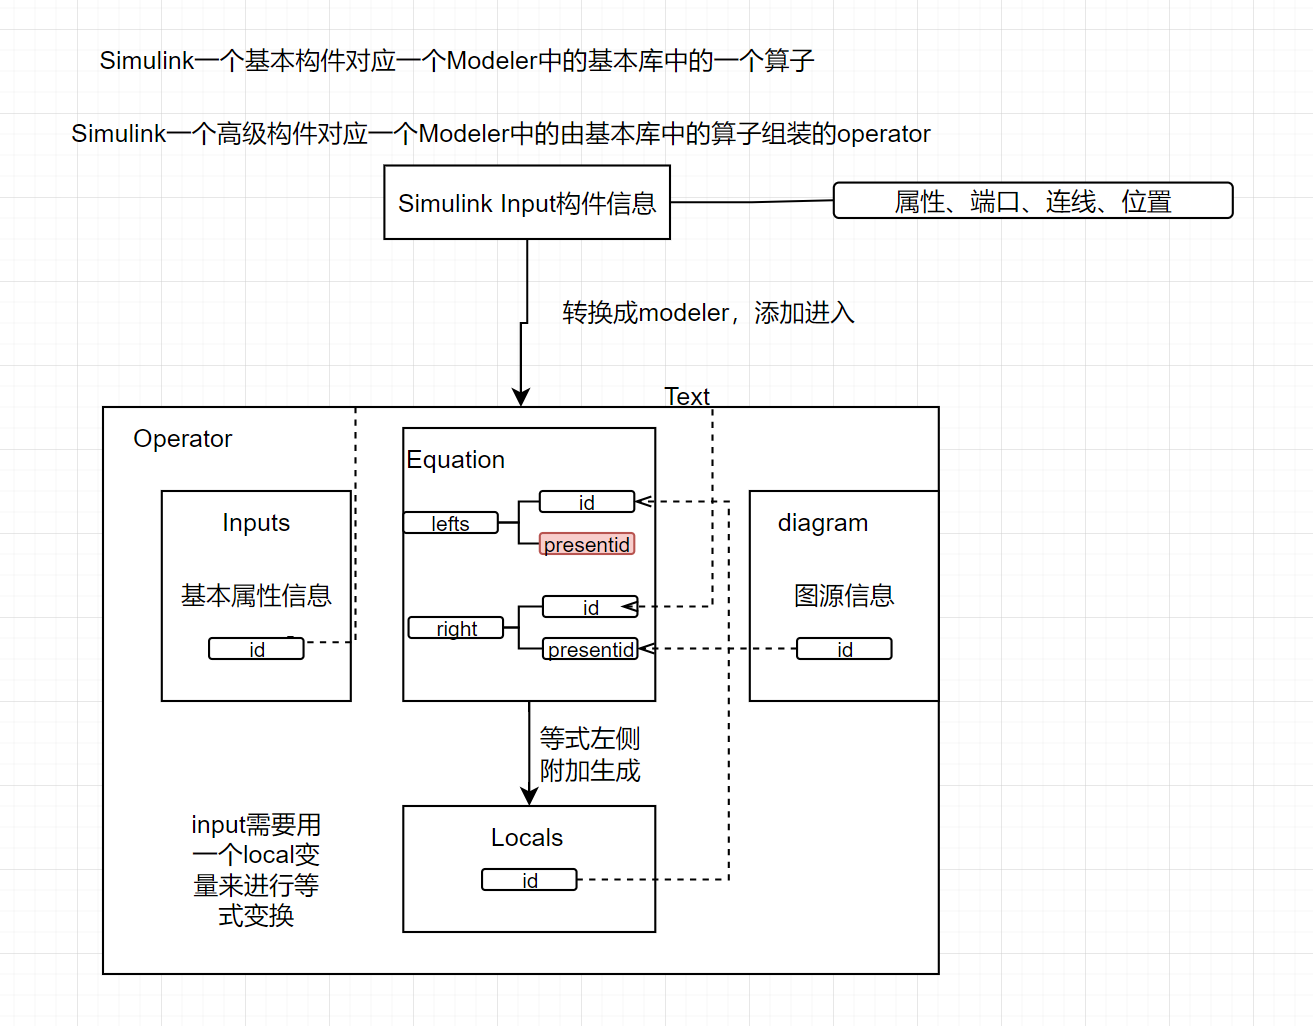 Simulink一个基本构件对应一个Modeler中的基本库中的一个算子
Simulink一个高级构件对应一个Modeler中的由基本库中的算子组装的operator
Simulink Input构件信息
属性、端口、连线、位置
转换成modeler，添加进入
Text
Operator
Equation
Inputs
基本属性信息
id
lefts
id
presentid
right
id
presentid
diagram
图源信息
id
等式左侧
附加生成
input需要用
一个local变
量来进行等
式变换
Locals
id